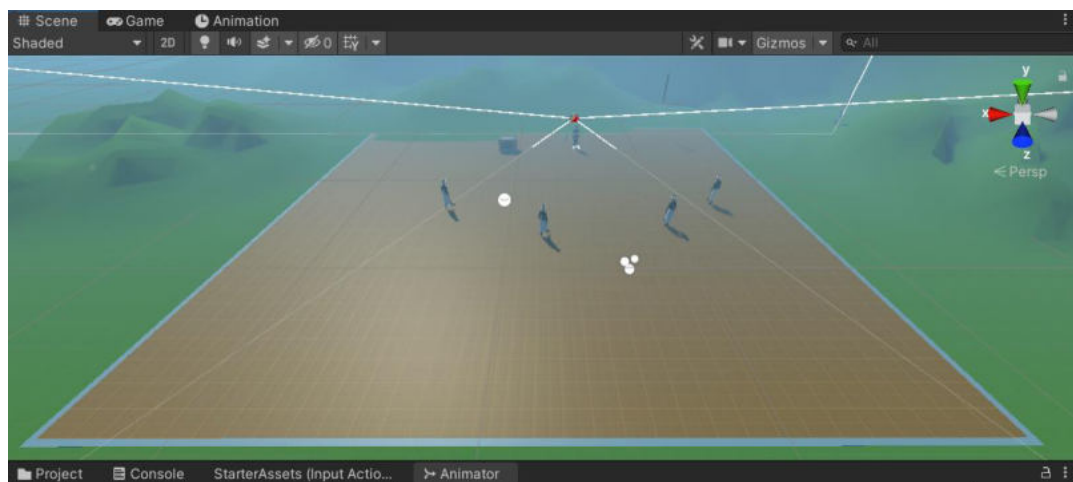 Scene Game Animation
Shaded 2D 0 Gizmos All
y
x
z
Persp
Project Console StarterAssets (Input Actio... Animator